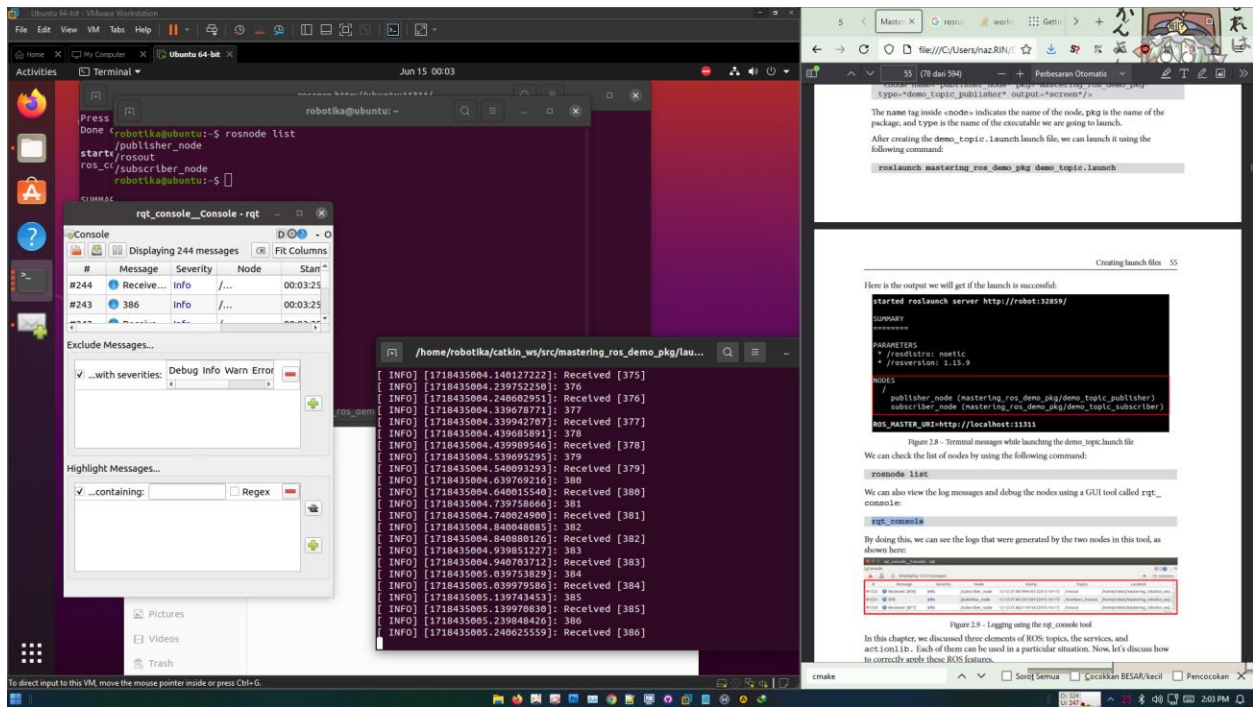 Ubuntu 64-bit - VMware Workstation
File Edit View VM Tabs Help
Home
My Computer
Ubuntu 64-bit
Activities
Terminal
Jun 15 00:03
robotika@ubuntu: ~
Press
Done
robotika@ubuntu:~$ rosnode list
/publisher_node
/rosout
/subscriber_node
robotika@ubuntu:~$
starte
ros_co
SUMMAR
rqt_console__Console - rqt
Console
Displaying 244 messages
Fit Columns
# Message Severity Node Stam
#244 Receive... Info /... 00:03:25
#243 386 Info /... 00:03:25
Exclude Messages...
...with severities: Debug Info Warn Error
Highlight Messages...
...containing: Regex
Pictures
Videos
Trash
/home/robotika/catkin_ws/src/mastering_ros_demo_pkg/lau...
[ INFO] [1718435004.140127222]: Received [375]
[ INFO] [1718435004.239752250]: 376
[ INFO] [1718435004.240602951]: Received [376]
[ INFO] [1718435004.339678771]: 377
[ INFO] [1718435004.339942707]: Received [377]
[ INFO] [1718435004.439685891]: 378
[ INFO] [1718435004.439989546]: Received [378]
[ INFO] [1718435004.539695295]: 379
[ INFO] [1718435004.540093293]: Received [379]
[ INFO] [1718435004.639769216]: 380
[ INFO] [1718435004.640015540]: Received [380]
[ INFO] [1718435004.739758666]: 381
[ INFO] [1718435004.740024900]: Received [381]
[ INFO] [1718435004.840048085]: 382
[ INFO] [1718435004.840880126]: Received [382]
[ INFO] [1718435004.939851227]: 383
[ INFO] [1718435004.940703712]: Received [383]
[ INFO] [1718435005.039753829]: 384
[ INFO] [1718435005.039979586]: Received [384]
[ INFO] [1718435005.139743453]: 385
[ INFO] [1718435005.139970830]: Received [385]
[ INFO] [1718435005.239848426]: 386
[ INFO] [1718435005.240625559]: Received [386]
To direct input to this VM, move the mouse pointer inside or press Ctrl+G.
5
Master
rosru
works
Gettin
file:///C:/Users/naz.RIN/
55 (78 dari 594)
Perbesaran Otomatis
type="demo_topic_publisher" output="screen"/>
The name tag inside <node> indicates the name of the node, pkg is the name of the
package, and type is the name of the executable we are going to launch.
After creating the demo_topic.launch launch file, we can launch it using the
following command:
roslaunch mastering_ros_demo_pkg demo_topic.launch
Creating launch files 55
Here is the output we will get if the launch is successful:
started roslaunch server http://robot:32859/
SUMMARY
========
PARAMETERS
* /rosdistro: noetic
* /rosversion: 1.15.9
NODES
/
publisher_node (mastering_ros_demo_pkg/demo_topic_publisher)
subscriber_node (mastering_ros_demo_pkg/demo_topic_subscriber)
ROS_MASTER_URI=http://localhost:11311
Figure 2.8 – Terminal messages while launching the demo_topic.launch file
We can check the list of nodes by using the following command:
rosnode list
We can also view the log messages and debug the nodes using a GUI tool called rqt_
console:
rqt_console
By doing this, we can see the logs that were generated by the two nodes in this tool, as
shown here:
Figure 2.9 – Logging using the rqt_console tool
In this chapter, we discussed three elements of ROS: topics, the services, and
actionlib. Each of them can be used in a particular situation. Now, let's discuss how
to correctly apply these ROS features.
cmake
Sorot Semua
Cocokkan BESAR/kecil
Pencocokan
2:03 PM